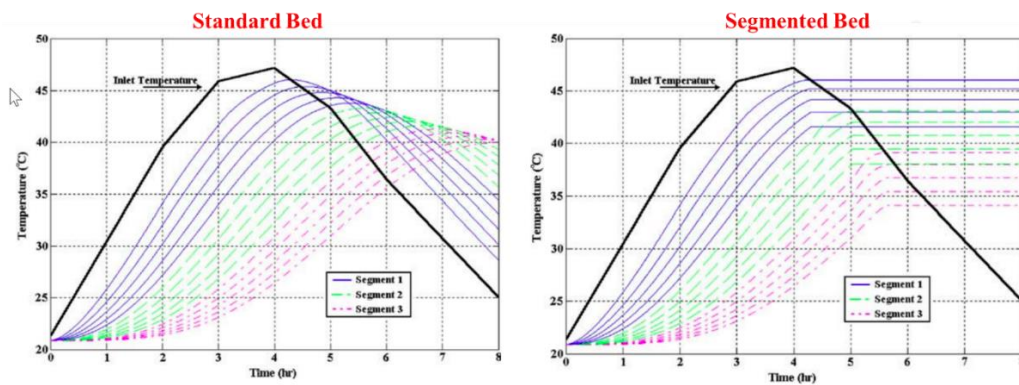 Standard Bed
50
45
40
35
30
25
20
Temperature (°C)
Inlet Temperature
Segment 1
Segment 2
Segment 3
0 1 2 3 4 5 6 7 8
Time (hr)
Segmented Bed
50
45
40
35
30
25
20
Temperature (°C)
Inlet Temperature
Segment 1
Segment 2
Segment 3
0 1 2 3 4 5 6 7
Time (hr)